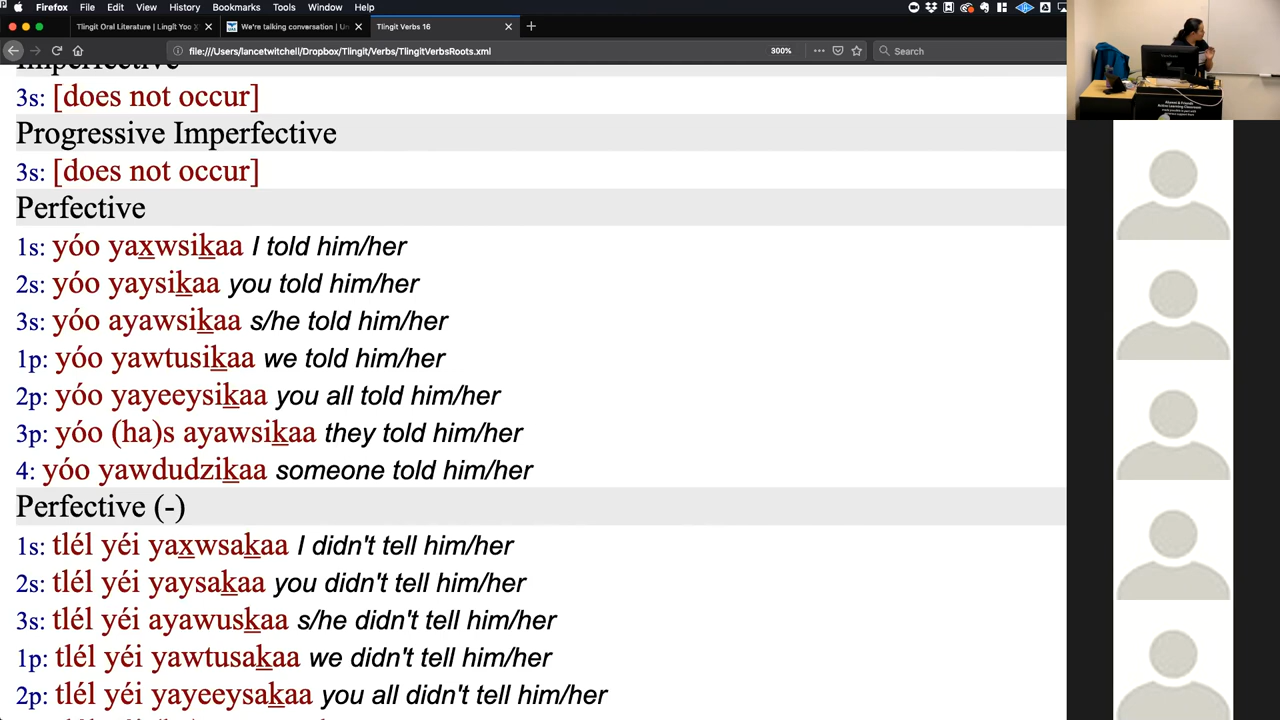 Firefox File Edit View History Bookmarks Tools Window Help
Tlingit Oral Literature | Lingít Yoo X
We're talking conversation | Un
Tlingit Verbs 16
file:///Users/lancetwitchell/Dropbox/Tlingit/Verbs/TlingitVerbsRoots.xml
300%
Search
Imperfective
3s: [does not occur]
Progressive Imperfective
3s: [does not occur]
Perfective
1s: yóo yax̲wsik̲aa I told him/her
2s: yóo yaysik̲aa you told him/her
3s: yóo ayawsik̲aa s/he told him/her
1p: yóo yawtusik̲aa we told him/her
2p: yóo yayeeysik̲aa you all told him/her
3p: yóo (ha)s ayawsik̲aa they told him/her
4: yóo yawdudzik̲aa someone told him/her
Perfective (-)
1s: tlél yéi yax̲wsak̲aa I didn't tell him/her
2s: tlél yéi yaysak̲aa you didn't tell him/her
3s: tlél yéi ayawusk̲aa s/he didn't tell him/her
1p: tlél yéi yawtusak̲aa we didn't tell him/her
2p: tlél yéi yayeeysak̲aa you all didn't tell him/her